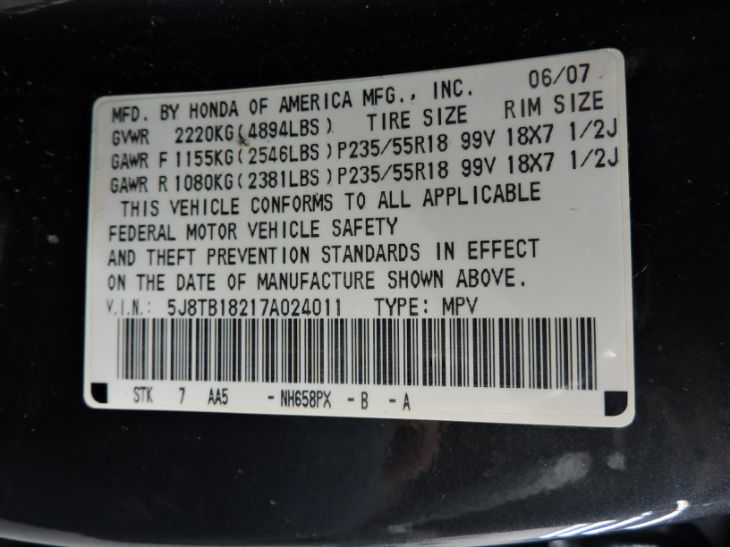 MFD. BY HONDA OF AMERICA MFG., INC. 06/07
GVWR 2220KG(4894LBS) TIRE SIZE RIM SIZE
GAWR F 1155KG(2546LBS) P235/55R18 99V 18X7 1/2J
GAWR R 1080KG(2381LBS) P235/55R18 99V 18X7 1/2J
THIS VEHICLE CONFORMS TO ALL APPLICABLE
FEDERAL MOTOR VEHICLE SAFETY
AND THEFT PREVENTION STANDARDS IN EFFECT
ON THE DATE OF MANUFACTURE SHOWN ABOVE.
V.I.N.: 5J8TB18217A024011 TYPE: MPV
STK 7 AA5 - NH658PX - B - A